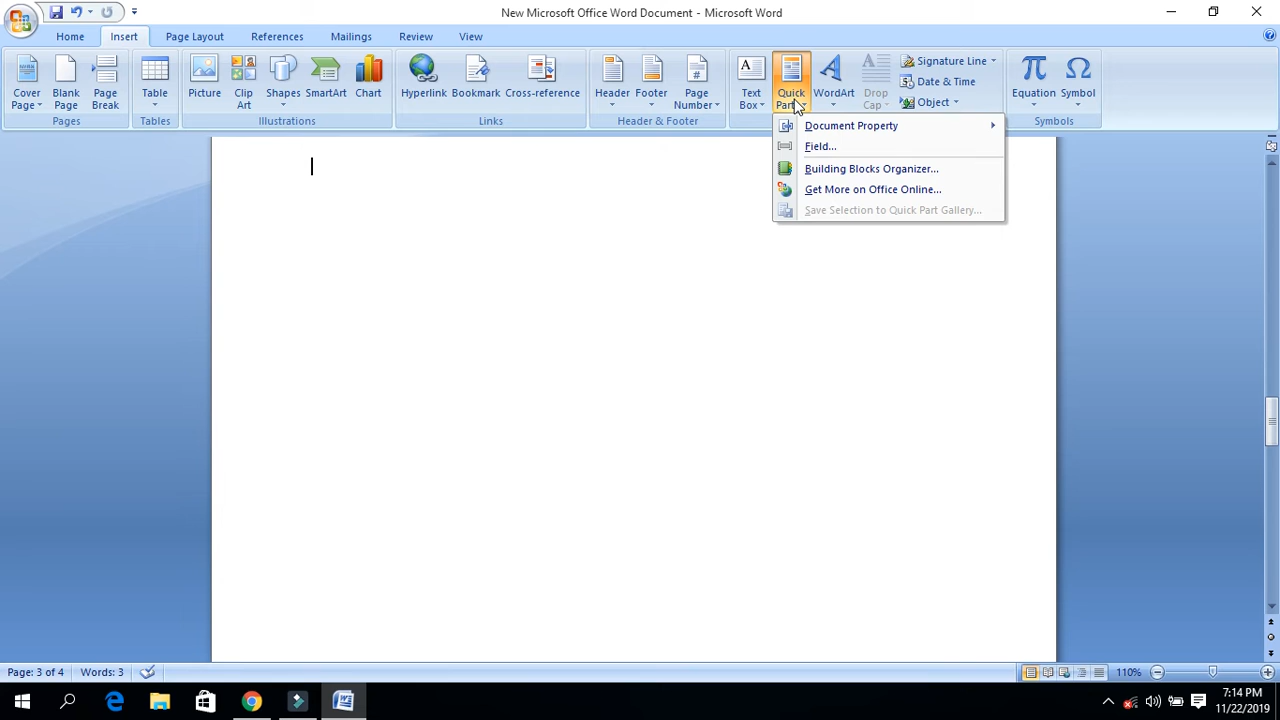 New Microsoft Office Word Document - Microsoft Word
Home Insert Page Layout References Mailings Review View
Cover Page
Blank Page
Page Break
Table
Picture
Clip Art
Shapes
SmartArt
Chart
Hyperlink
Bookmark
Cross-reference
Header
Footer
Page Number
Text Box
Quick Parts
WordArt
Drop Cap
Signature Line
Date & Time
Object
Equation
Symbol
Pages Tables Illustrations Links Header & Footer Symbols
Document Property
Field...
Building Blocks Organizer...
Get More on Office Online...
Save Selection to Quick Part Gallery...
Page: 3 of 4 Words: 3 110%
7:14 PM
11/22/2019